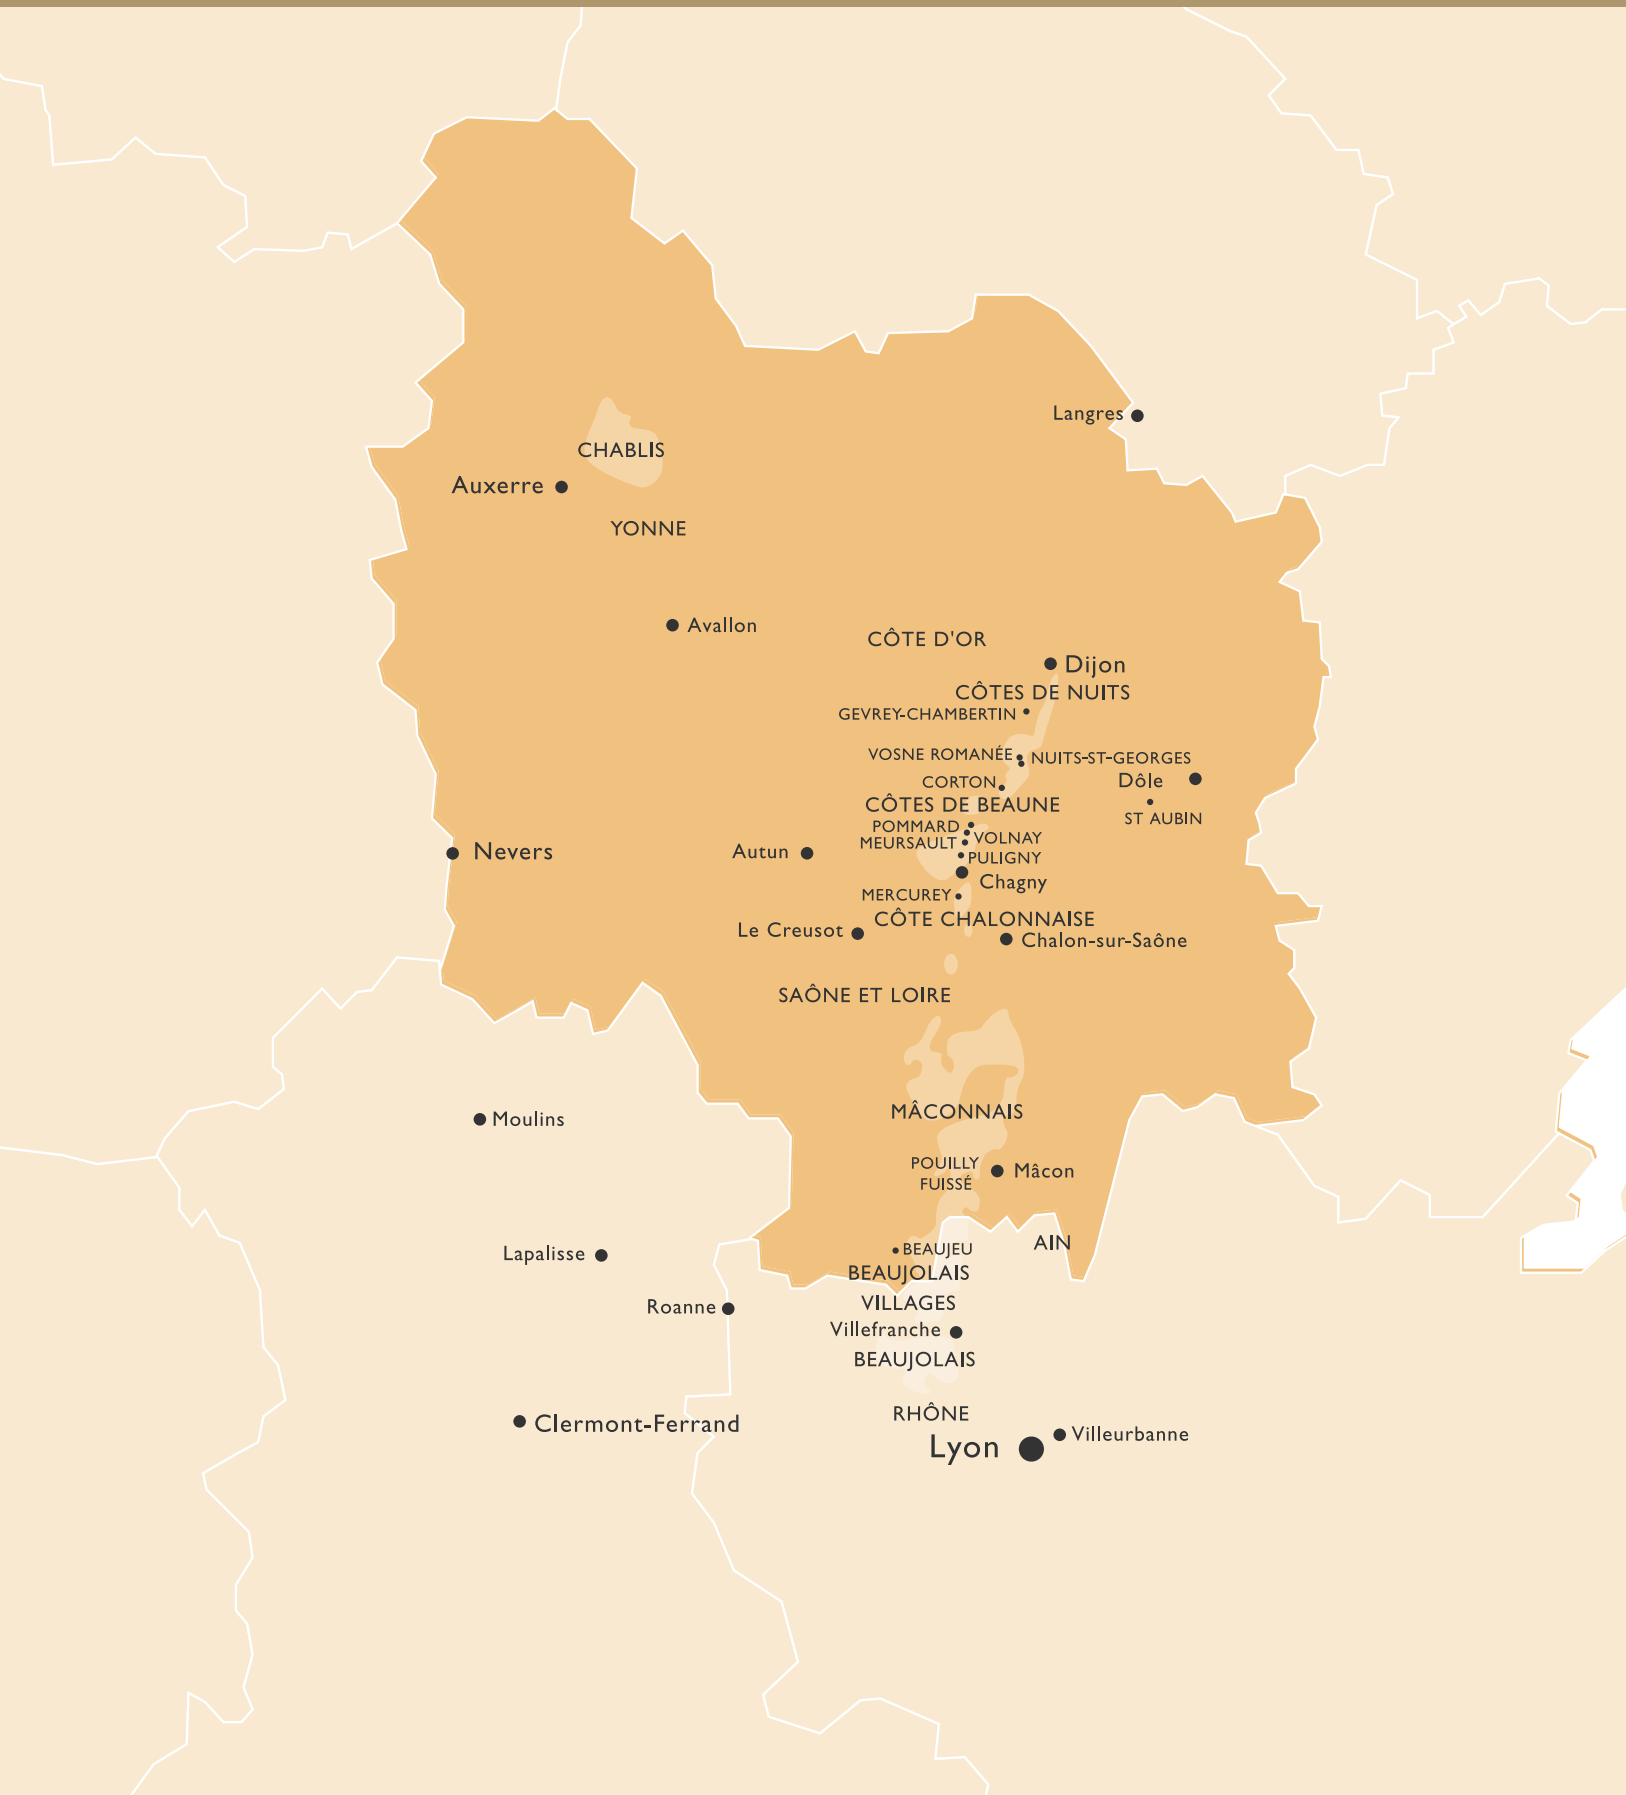 Langres
CHABLIS
Auxerre
YONNE
Avallon
CÔTE D'OR
Dijon
CÔTES DE NUITS
GEVREY-CHAMBERTIN
VOSNE ROMANÉE
NUITS-ST-GEORGES
CORTON
Dôle
CÔTES DE BEAUNE
ST AUBIN
POMMARD
VOLNAY
MEURSAULT
Nevers
Autun
PULIGNY
Chagny
MERCUREY
CÔTE CHALONNAISE
Le Creusot
Chalon-sur-Saône
SAÔNE ET LOIRE
MÂCONNAIS
Moulins
POUILLY
FUISSÉ
Mâcon
AIN
BEAUJEU
Lapalisse
BEAUJOLAIS
VILLAGES
Roanne
Villefranche
BEAUJOLAIS
RHÔNE
Clermont-Ferrand
Villeurbanne
Lyon